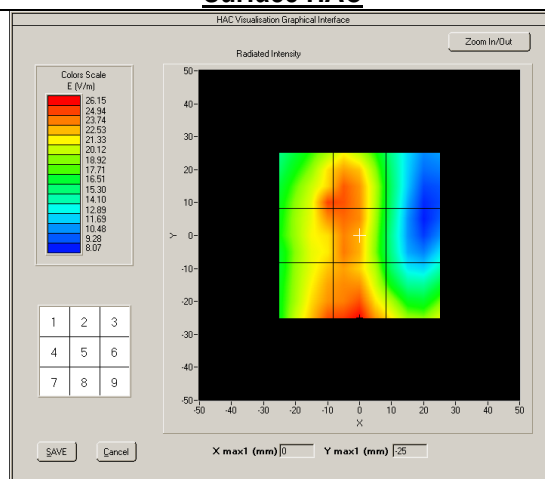 Surface HAC
HAC Visualisation Graphical Interface
Zoom In/Out
Radiated Intensity
Colors Scale
E (V/m)
26.15
24.94
23.74
22.53
21.33
20.12
18.92
17.71
16.51
15.30
14.10
12.89
11.69
10.48
9.28
8.07
50
40
30
20
10
Y 0
-10
-20
-30
-40
-50
-50 -40 -30 -20 -10 0 10 20 30 40 50
X
1 2 3
4 5 6
7 8 9
SAVE Cancel
X max1 (mm) 0 Y max1 (mm) -25